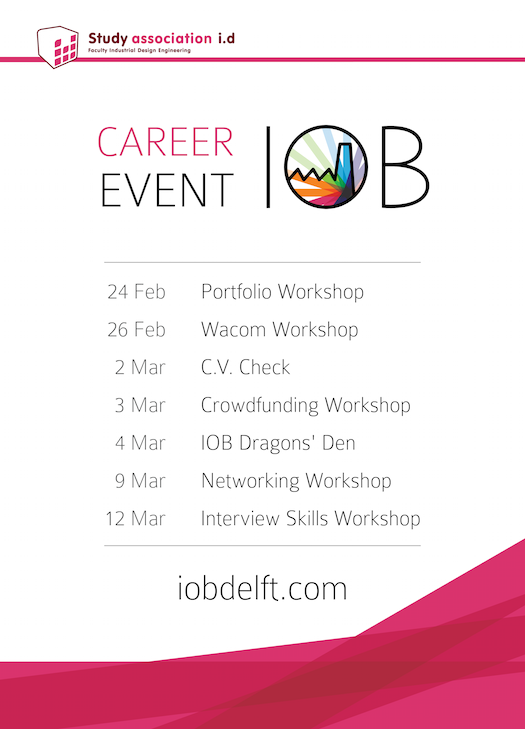 Study association i.d
Faculty Industrial Design Engineering
CAREER
EVENT
IOB
24 Feb Portfolio Workshop
26 Feb Wacom Workshop
2 Mar C.V. Check
3 Mar Crowdfunding Workshop
4 Mar IOB Dragons' Den
9 Mar Networking Workshop
12 Mar Interview Skills Workshop
iobdelft.com